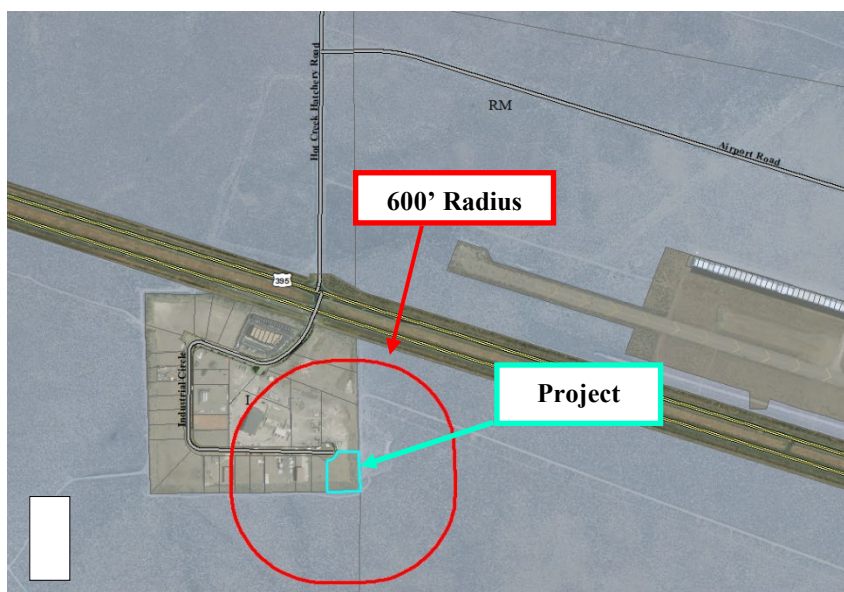 Hot Creek Hatchery Road
RM
Airport Road
600’ Radius
395
Project
Industrial Circle
I